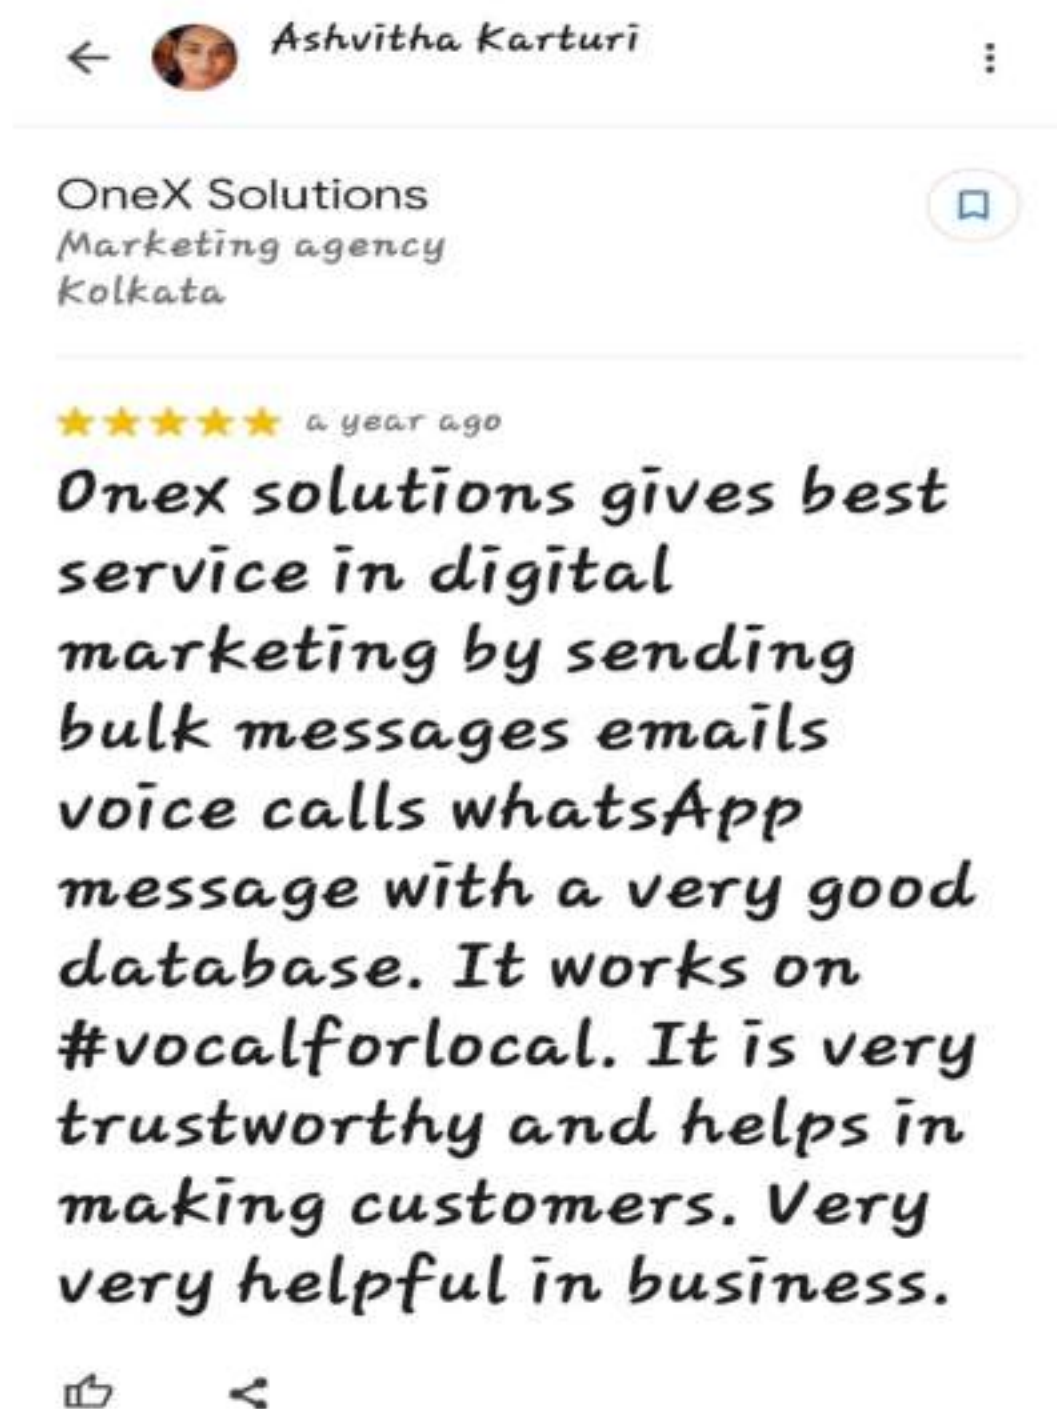 Ashvitha Karturi
OneX Solutions
Marketing agency
Kolkata
a year ago
Onex solutions gives best
service in digital
marketing by sending
bulk messages emails
voice calls whatsApp
message with a very good
database. It works on
#vocalforlocal. It is very
trustworthy and helps in
making customers. Very
very helpful in business.